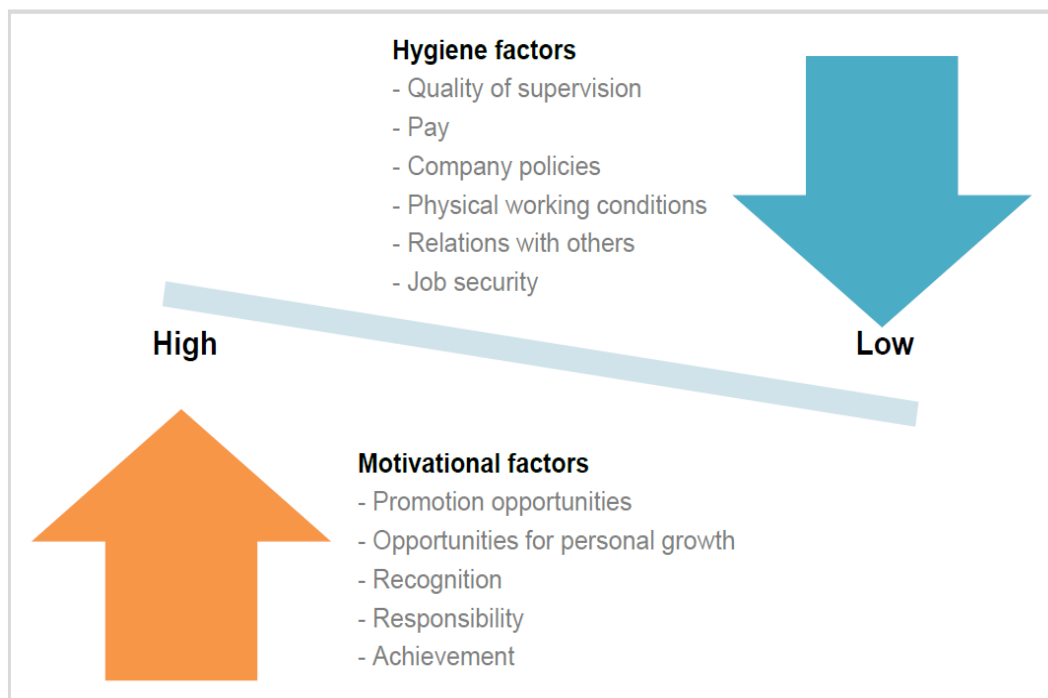 Hygiene factors
- Quality of supervision
- Pay
- Company policies
- Physical working conditions
- Relations with others
- Job security
High
Low
Motivational factors
- Promotion opportunities
- Opportunities for personal growth
- Recognition
- Responsibility
- Achievement